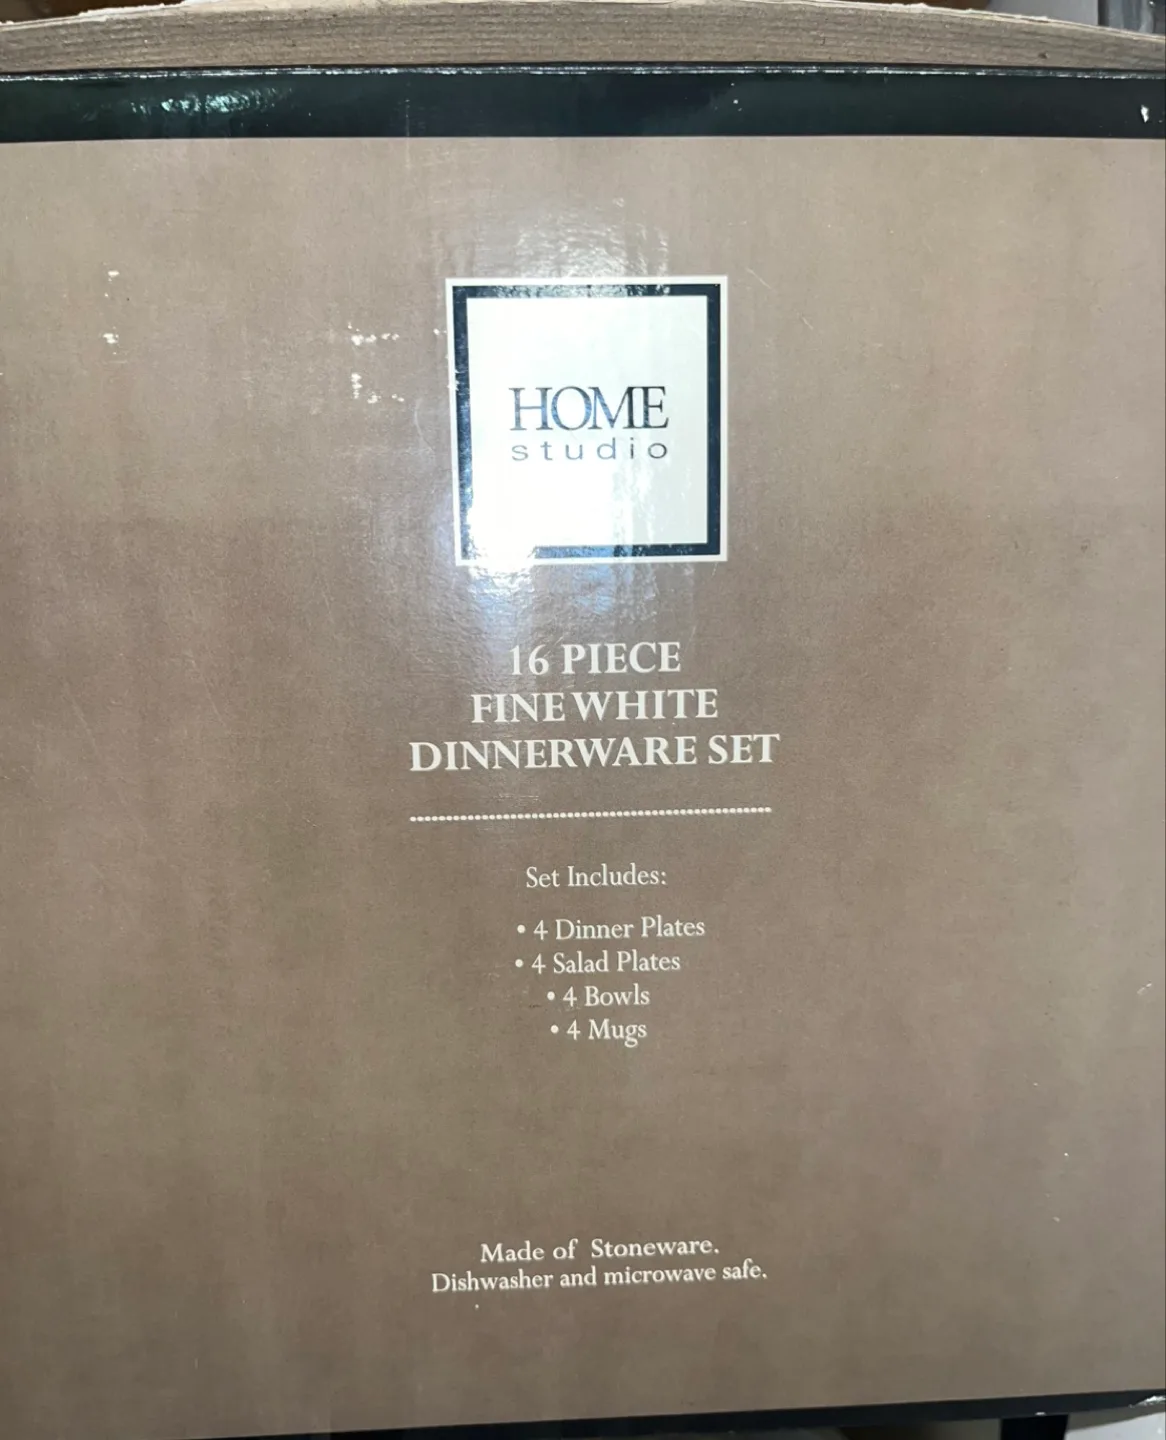 HOME
studio
16 PIECE
FINE WHITE
DINNERWARE SET
Set Includes:
• 4 Dinner Plates
• 4 Salad Plates
• 4 Bowls
• 4 Mugs
Made of Stoneware.
Dishwasher and microwave safe.